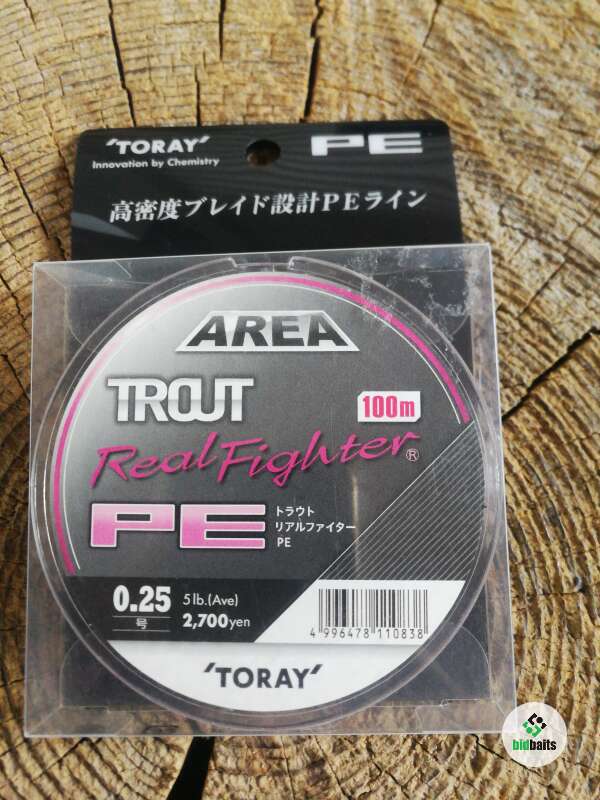 'TORAY'
Innovation by Chemistry
PE
高密度ブレイド設計PEライン
AREA
TROUT
100m
Real Fighter®
PE
トラウト
リアルファイター
PE
0.25
号
5lb.(Ave)
2,700yen
4 996478 110838
'TORAY'
bidbaits